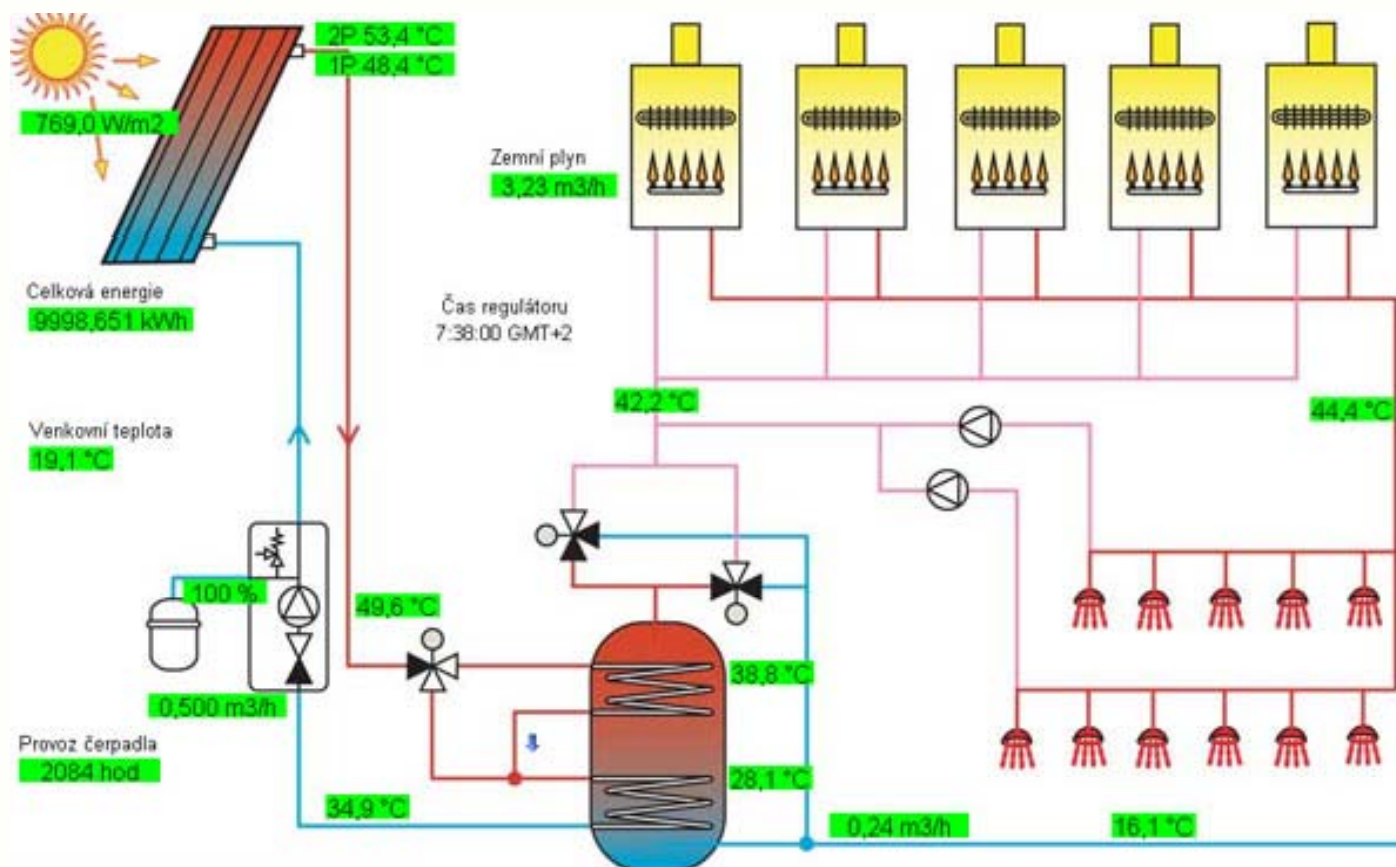 2P 53,4 °C
1P 48,4 °C
769,0 W/m2
Zemní plyn
3,23 m3/h
Celková energie
9998,651 kWh
Čas regulátoru
7:38:00 GMT+2
42,2 °C
44,4 °C
Venkovní teplota
19,1 °C
100 %
49,6 °C
38,8 °C
0,500 m3/h
Provoz čerpadla
2084 hod
28,1 °C
34,9 °C
0,24 m3/h
16,1 °C